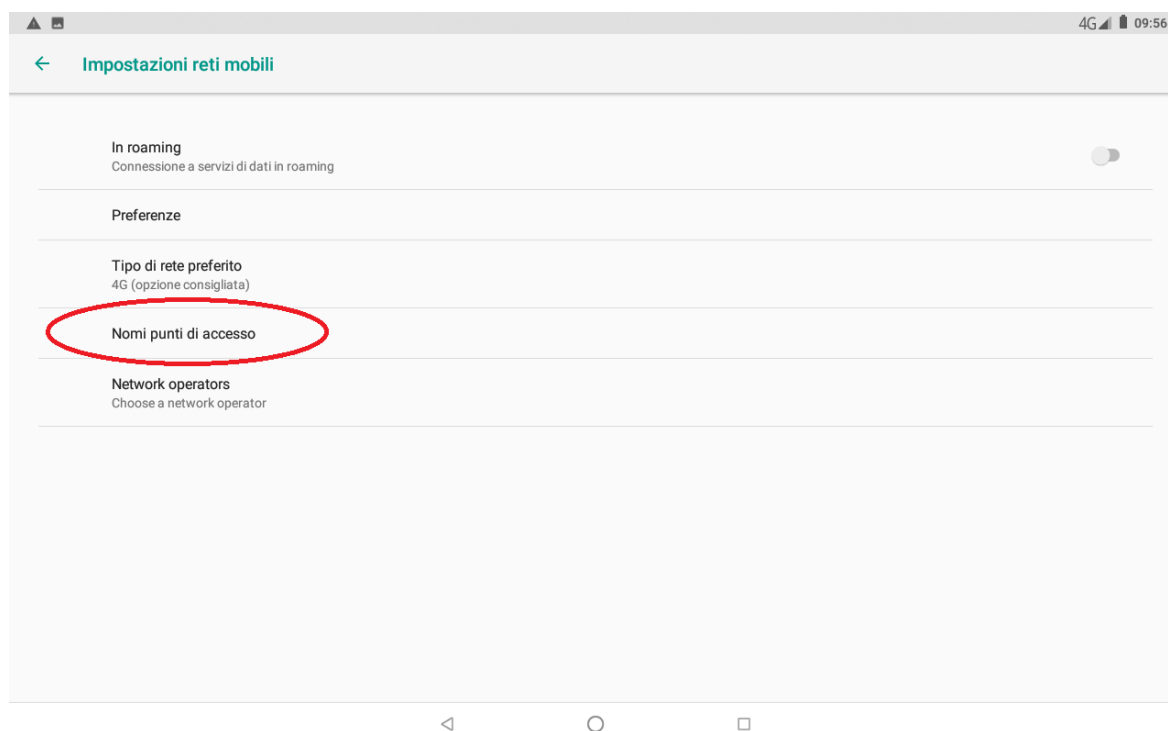 4G 09:56
Impostazioni reti mobili
In roaming
Connessione a servizi di dati in roaming
Preferenze
Tipo di rete preferito
4G (opzione consigliata)
Nomi punti di accesso
Network operators
Choose a network operator